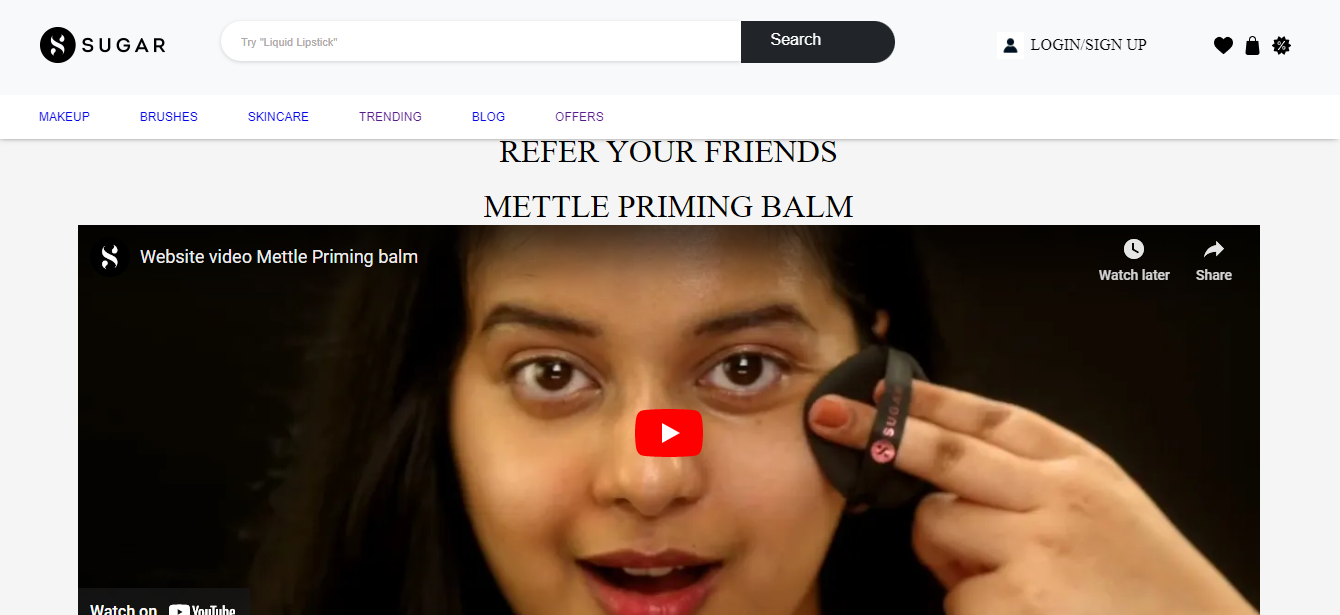 SUGAR
Try "Liquid Lipstick"
Search
LOGIN/SIGN UP
MAKEUP BRUSHES SKINCARE TRENDING BLOG OFFERS
REFER YOUR FRIENDS
METTLE PRIMING BALM
Website video Mettle Priming balm
Watch later
Share
SUGAR
Watch on YouTube